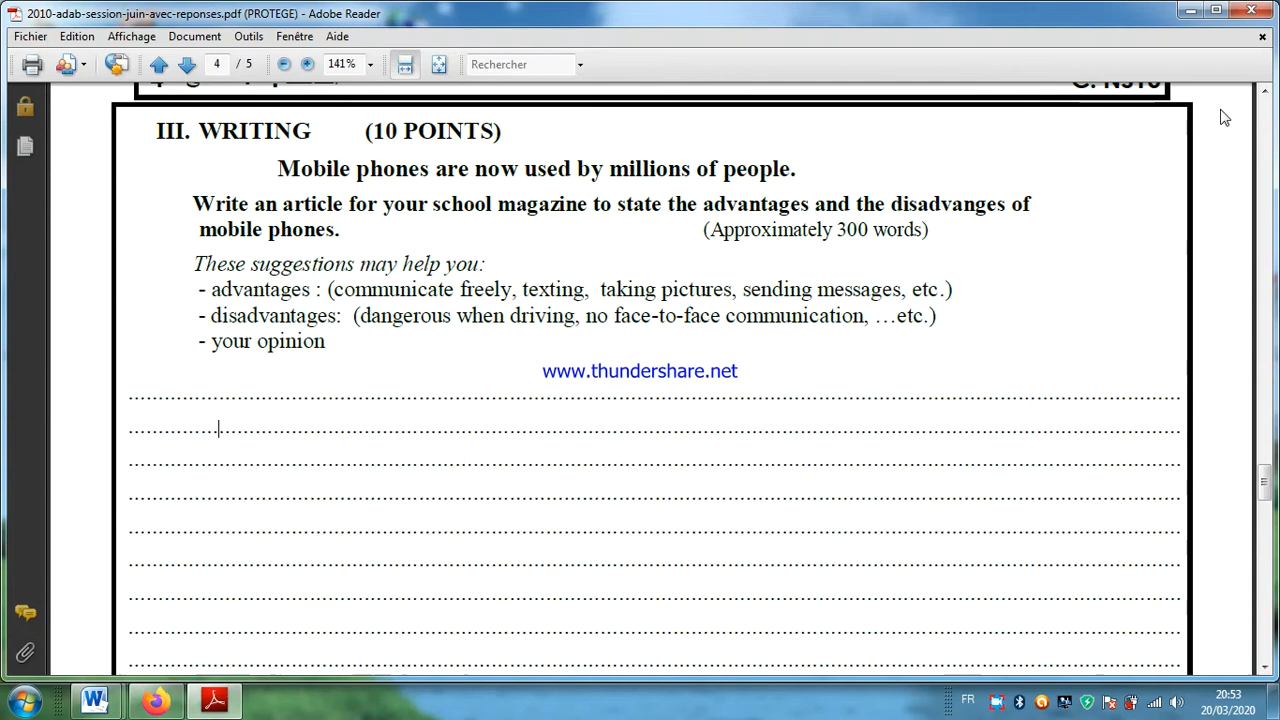 2010-adab-session-juin-avec-reponses.pdf (PROTEGE) - Adobe Reader
Fichier Edition Affichage Document Outils Fenêtre Aide
4 / 5 141% Rechercher
III. WRITING (10 POINTS)
Mobile phones are now used by millions of people.
Write an article for your school magazine to state the advantages and the disadvanges of
mobile phones. (Approximately 300 words)
These suggestions may help you:
- advantages : (communicate freely, texting, taking pictures, sending messages, etc.)
- disadvantages: (dangerous when driving, no face-to-face communication, …etc.)
- your opinion
www.thundershare.net
FR 20:53
20/03/2020